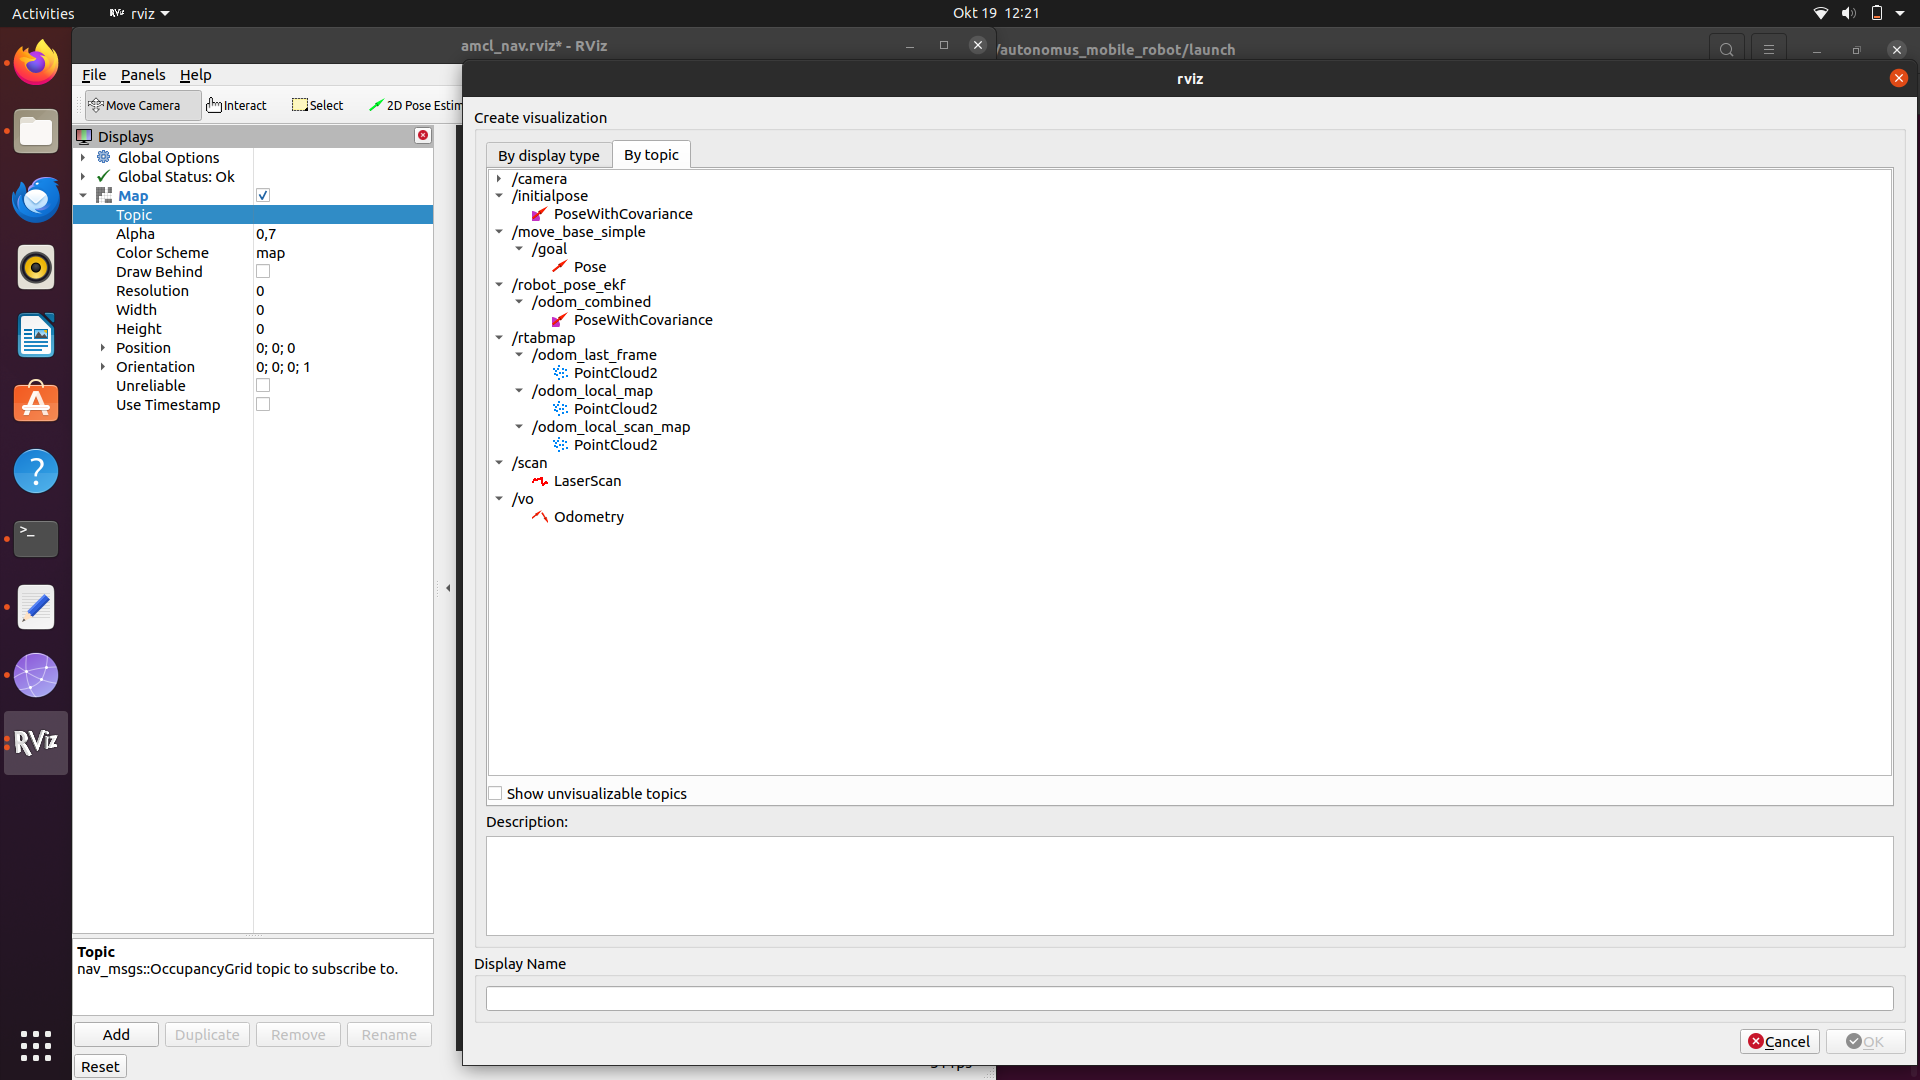 Activities
RViz rviz
Okt 19 12:21
amcl_nav.rviz* - RViz
/autonomus_mobile_robot/launch
File Panels Help
rviz
Move Camera Interact Select 2D Pose Estim
Displays
Global Options
Global Status: Ok
Map
Topic
Alpha 0,7
Color Scheme map
Draw Behind
Resolution 0
Width 0
Height 0
Position 0; 0; 0
Orientation 0; 0; 0; 1
Unreliable
Use Timestamp
Topic
nav_msgs::OccupancyGrid topic to subscribe to.
Add Duplicate Remove Rename
Reset
Create visualization
By display type By topic
/camera
/initialpose
PoseWithCovariance
/move_base_simple
/goal
Pose
/robot_pose_ekf
/odom_combined
PoseWithCovariance
/rtabmap
/odom_last_frame
PointCloud2
/odom_local_map
PointCloud2
/odom_local_scan_map
PointCloud2
/scan
LaserScan
/vo
Odometry
Show unvisualizable topics
Description:
Display Name
Cancel OK
RViz